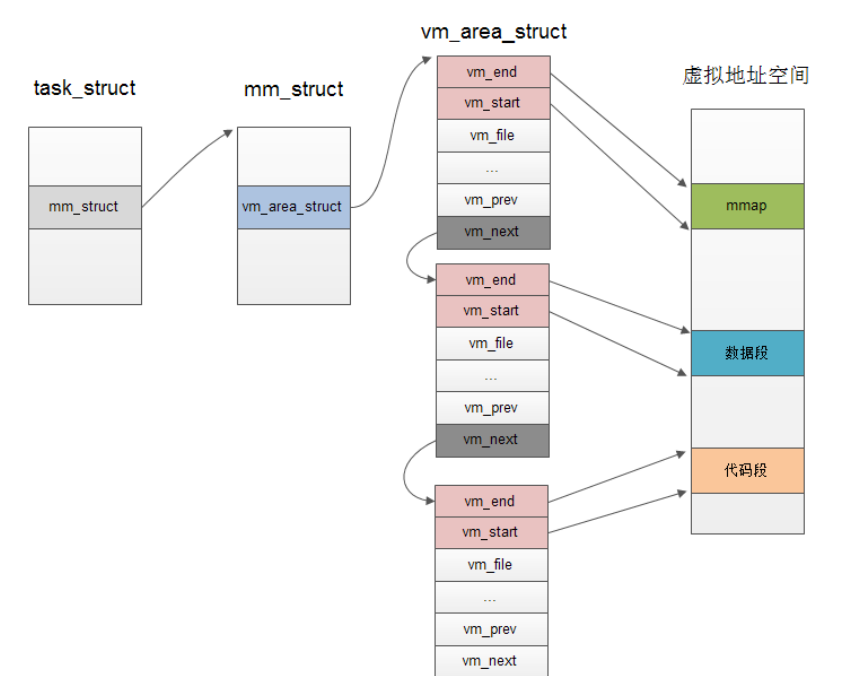 task_struct
mm_struct
mm_struct
vm_area_struct
vm_area_struct
vm_end
vm_start
vm_file
...
vm_prev
vm_next
vm_end
vm_start
vm_file
...
vm_prev
vm_next
vm_end
vm_start
vm_file
...
vm_prev
vm_next
虚拟地址空间
mmap
数据段
代码段